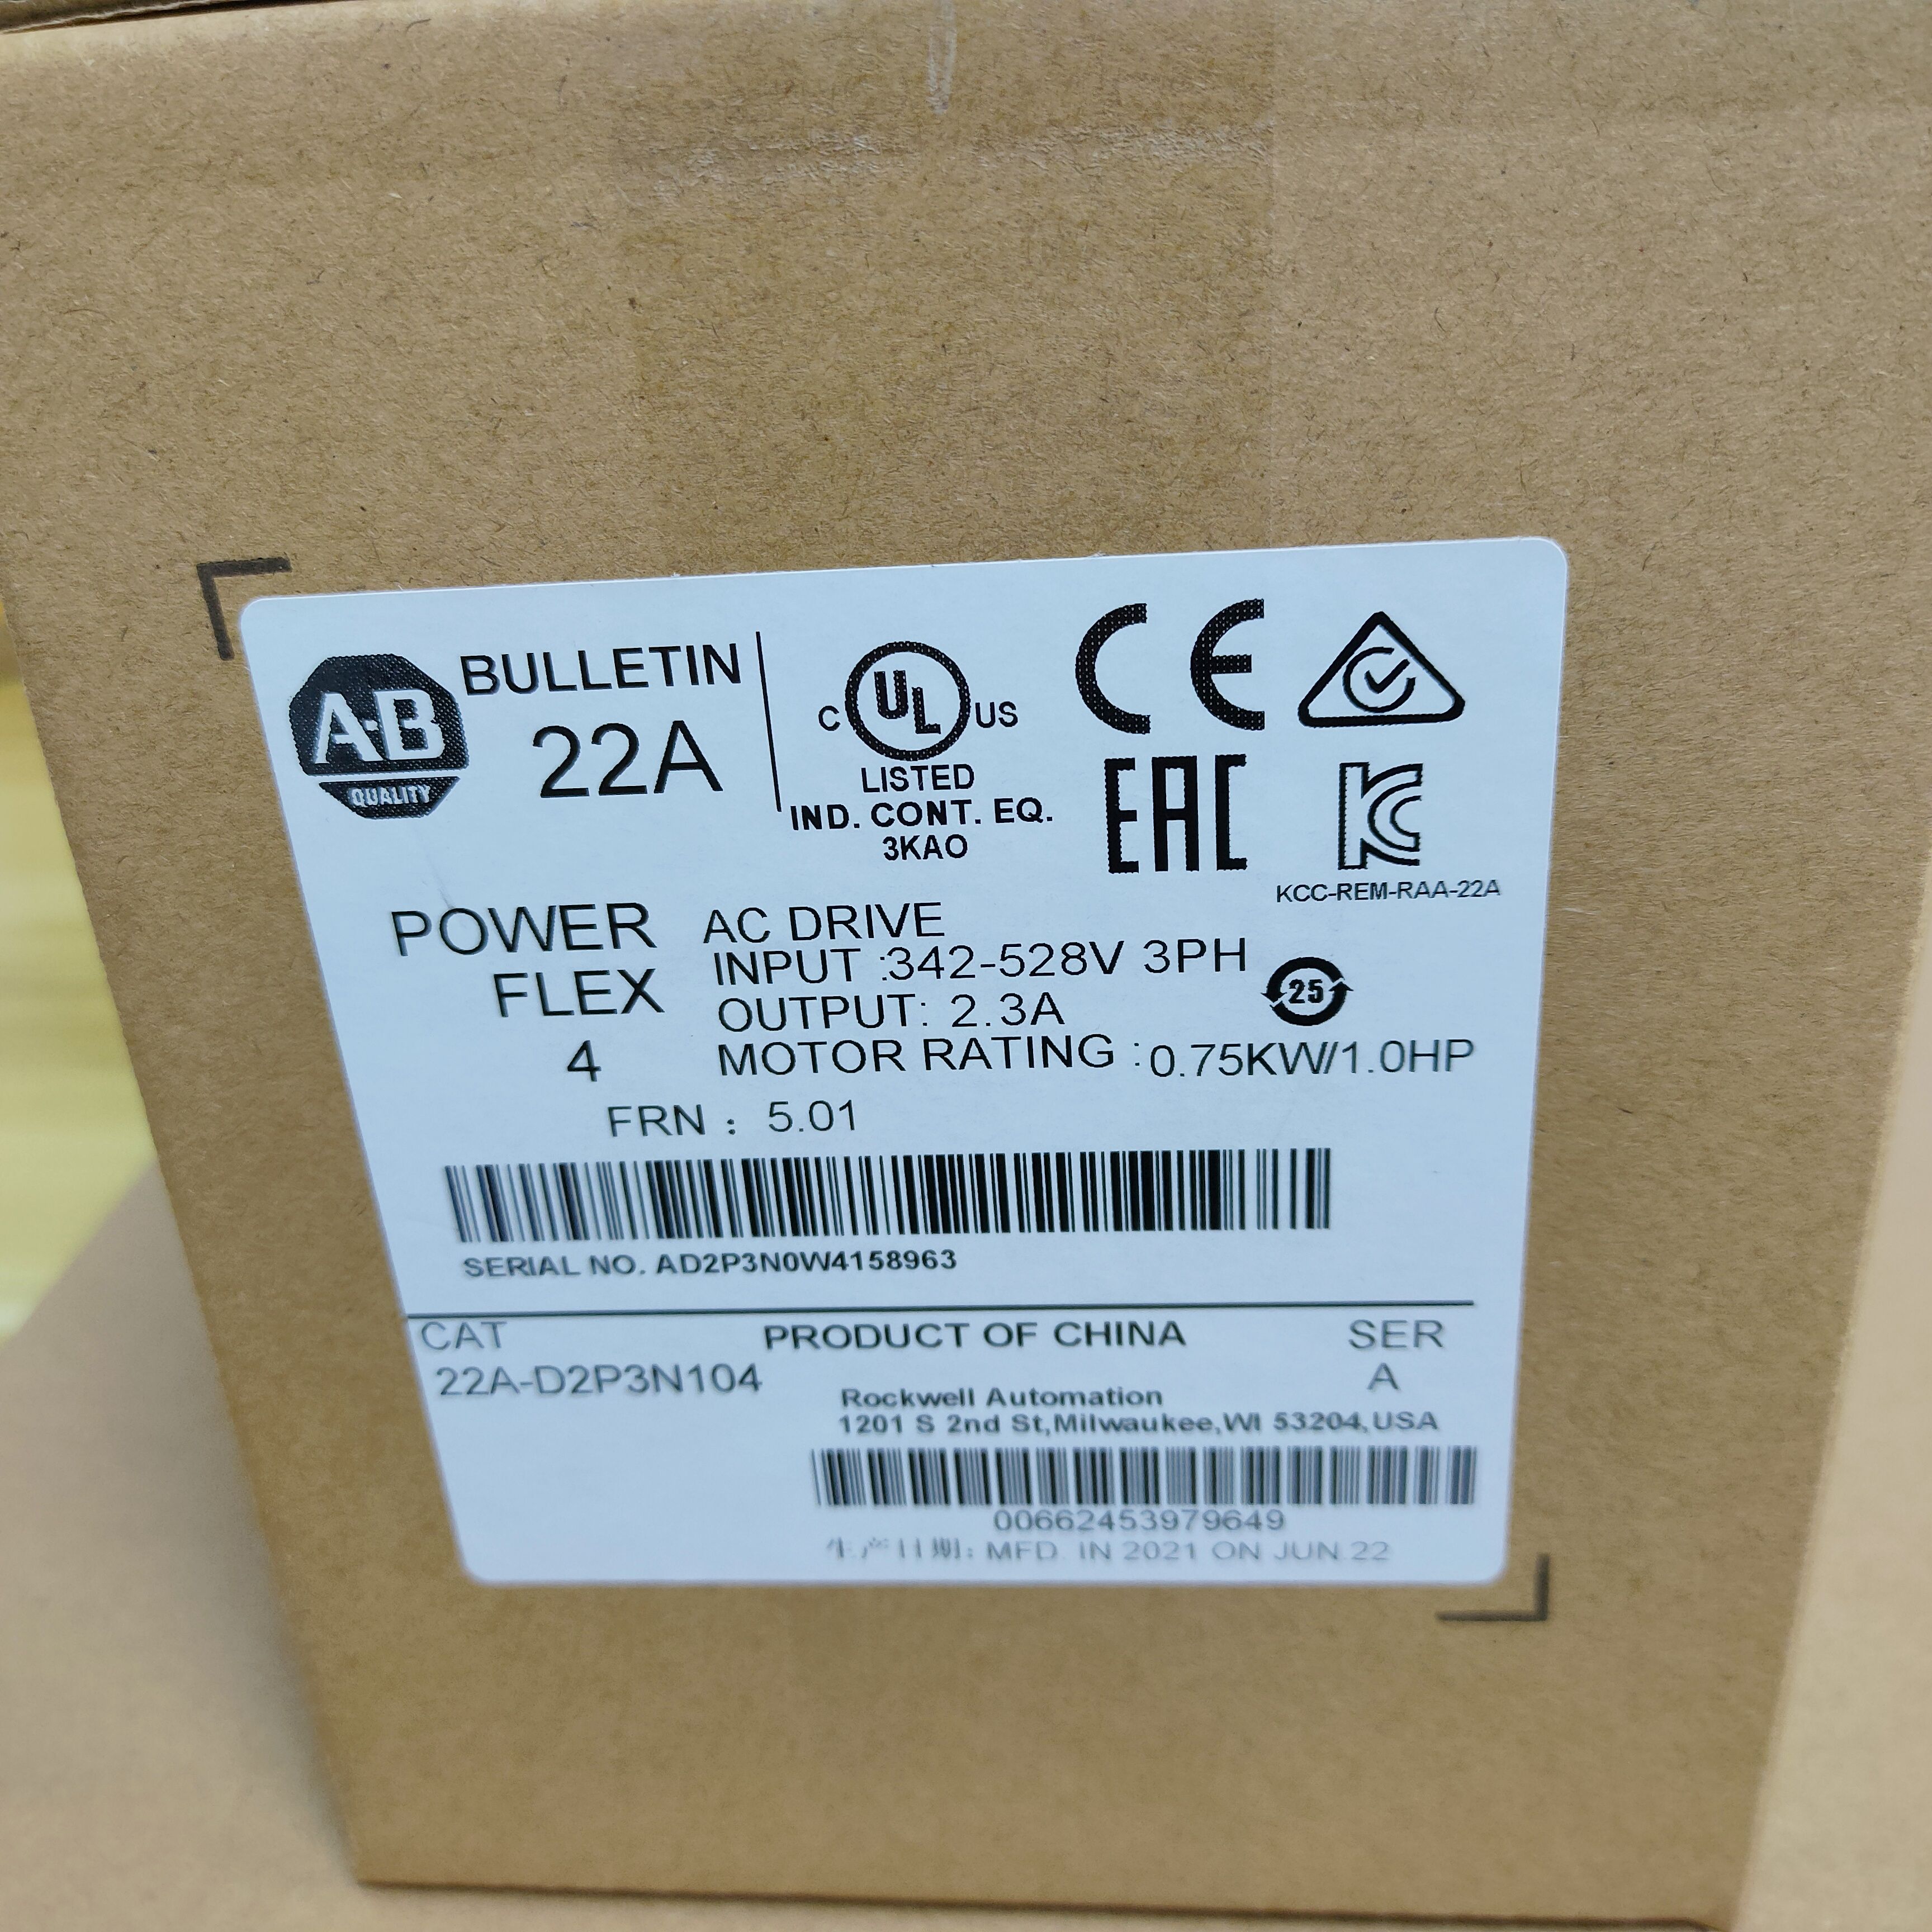 A-B
QUALITY
BULLETIN
22A
C UL US
LISTED
IND. CONT. EQ.
3KAO
CE
EAC
KC
KCC-REM-RAA-22A
POWER
FLEX
4
AC DRIVE
INPUT :342-528V 3PH
OUTPUT: 2.3A
25
MOTOR RATING :0.75KW/1.0HP
FRN : 5.01
SERIAL NO. AD2P3N0W4158963
CAT
22A-D2P3N104
PRODUCT OF CHINA
SER
A
Rockwell Automation
1201 S 2nd St,Milwaukee,WI 53204,USA
00662453979649
生产日期: MFD. IN 2021 ON JUN.22